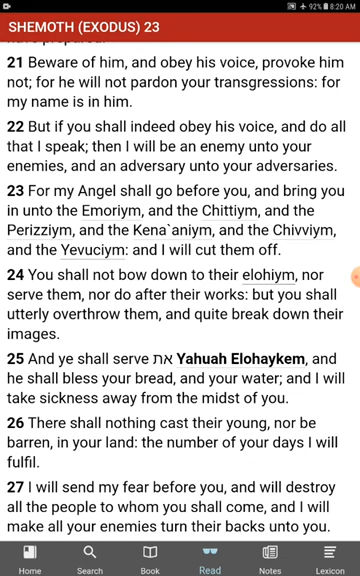 92% 8:20 AM
SHEMOTH (EXODUS) 23
have prepared.
21 Beware of him, and obey his voice, provoke him
not; for he will not pardon your transgressions: for
my name is in him.
22 But if you shall indeed obey his voice, and do all
that I speak; then I will be an enemy unto your
enemies, and an adversary unto your adversaries.
23 For my Angel shall go before you, and bring you
in unto the Emoriym, and the Chittiym, and the
Perizziym, and the Kena`aniym, and the Chivviym,
and the Yevuciym: and I will cut them off.
24 You shall not bow down to their elohiym, nor
serve them, nor do after their works: but you shall
utterly overthrow them, and quite break down their
images.
25 And ye shall serve את Yahuah Elohaykem, and
he shall bless your bread, and your water; and I will
take sickness away from the midst of you.
26 There shall nothing cast their young, nor be
barren, in your land: the number of your days I will
fulfil.
27 I will send my fear before you, and will destroy
all the people to whom you shall come, and I will
make all your enemies turn their backs unto you.
Home Search Book Read Notes Lexicon